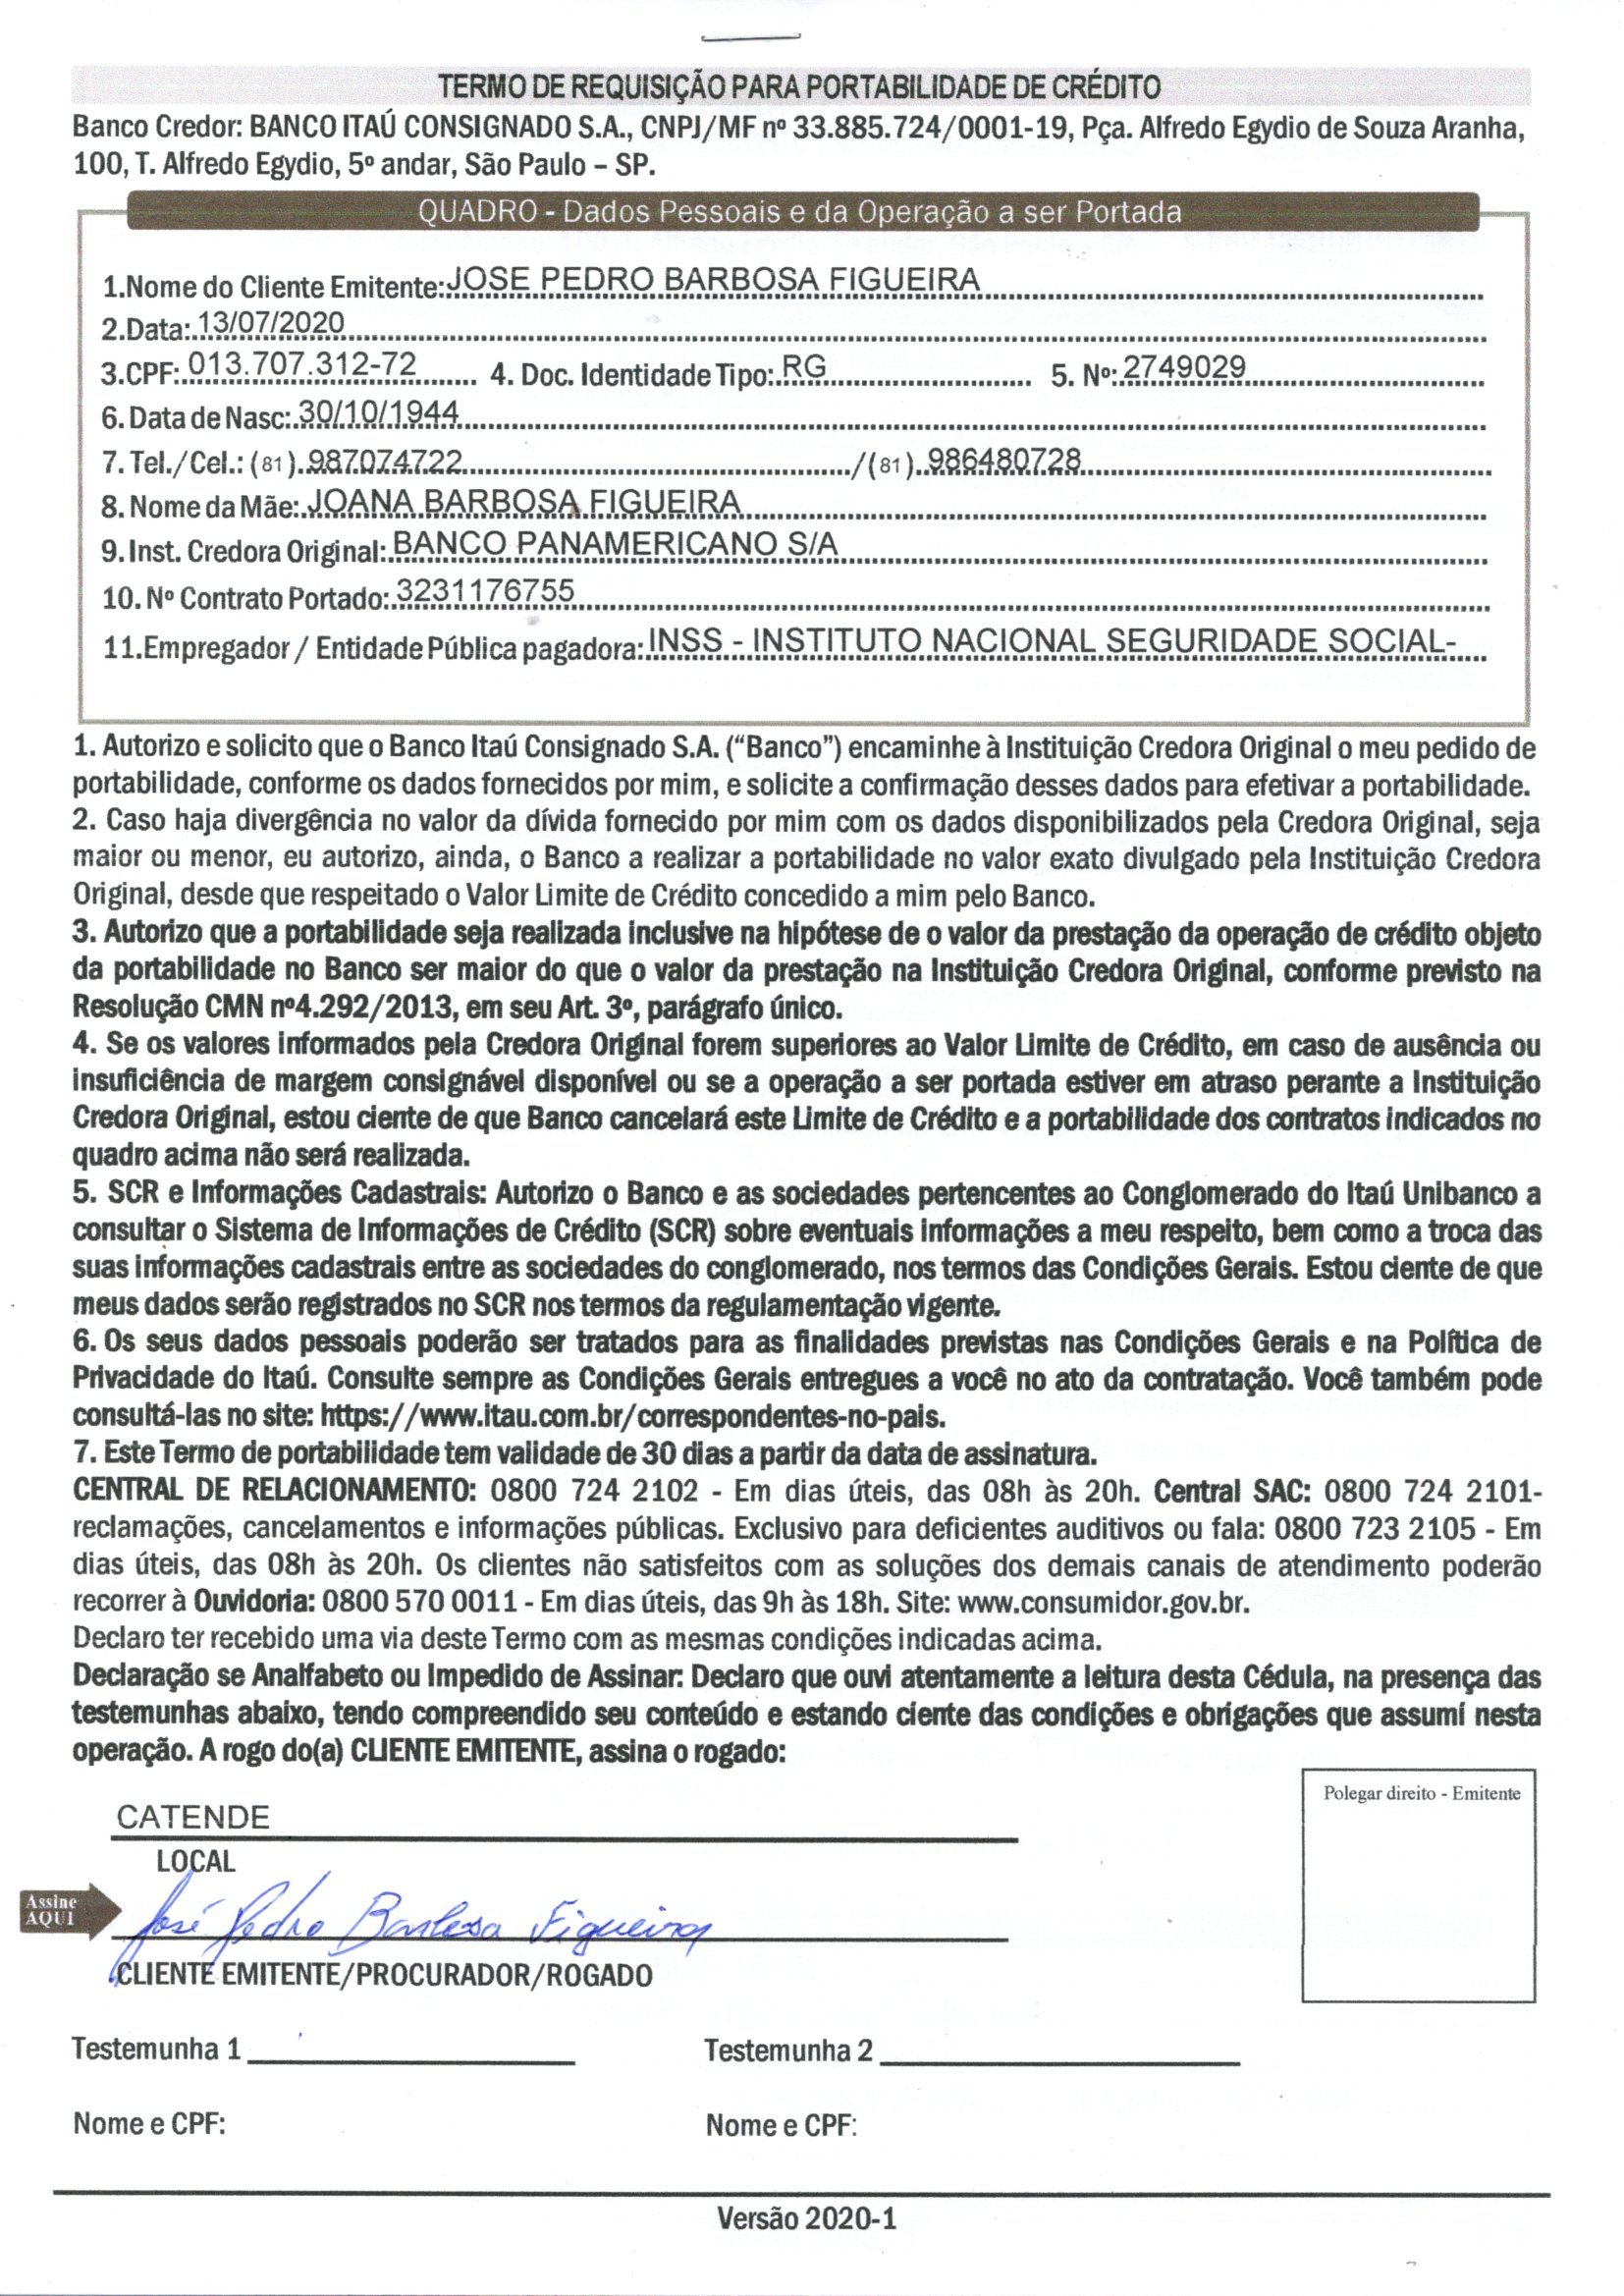 TERMO DE REQUISIÇÃO PARA PORTABILIDADE DE CRÉDITO
Banco Credor: BANCO ITAÚ CONSIGNADO S.A., CNPJ/MF nº 33.885.724/0001-19, Pça. Alfredo Egydio de Souza Aranha,
100, T. Alfredo Egydio, 5º andar, São Paulo – SP.
QUADRO - Dados Pessoais e da Operação a ser Portada
1.Nome do Cliente Emitente: JOSE PEDRO BARBOSA FIGUEIRA
2.Data: 13/07/2020
3.CPF: 013.707.312-72 4. Doc. Identidade Tipo: RG 5. Nº: 2749029
6. Data de Nasc: 30/10/1944
7. Tel./Cel.: (81) 987074722 /(81) 986480728
8. Nome da Mãe: JOANA BARBOSA FIGUEIRA
9. Inst. Credora Original: BANCO PANAMERICANO S/A
10. Nº Contrato Portado: 3231176755
11.Empregador / Entidade Pública pagadora: INSS - INSTITUTO NACIONAL SEGURIDADE SOCIAL-
1. Autorizo e solicito que o Banco Itaú Consignado S.A. (“Banco”) encaminhe à Instituição Credora Original o meu pedido de
portabilidade, conforme os dados fornecidos por mim, e solicite a confirmação desses dados para efetivar a portabilidade.
2. Caso haja divergência no valor da dívida fornecido por mim com os dados disponibilizados pela Credora Original, seja
maior ou menor, eu autorizo, ainda, o Banco a realizar a portabilidade no valor exato divulgado pela Instituição Credora
Original, desde que respeitado o Valor Limite de Crédito concedido a mim pelo Banco.
3. Autorizo que a portabilidade seja realizada inclusive na hipótese de o valor da prestação da operação de crédito objeto
da portabilidade no Banco ser maior do que o valor da prestação na Instituição Credora Original, conforme previsto na
Resolução CMN nº4.292/2013, em seu Art. 3º, parágrafo único.
4. Se os valores informados pela Credora Original forem superiores ao Valor Limite de Crédito, em caso de ausência ou
insuficiência de margem consignável disponível ou se a operação a ser portada estiver em atraso perante a Instituição
Credora Original, estou ciente de que Banco cancelará este Limite de Crédito e a portabilidade dos contratos indicados no
quadro acima não será realizada.
5. SCR e Informações Cadastrais: Autorizo o Banco e as sociedades pertencentes ao Conglomerado do Itaú Unibanco a
consultar o Sistema de Informações de Crédito (SCR) sobre eventuais informações a meu respeito, bem como a troca das
suas informações cadastrais entre as sociedades do conglomerado, nos termos das Condições Gerais. Estou ciente de que
meus dados serão registrados no SCR nos termos da regulamentação vigente.
6. Os seus dados pessoais poderão ser tratados para as finalidades previstas nas Condições Gerais e na Política de
Privacidade do Itaú. Consulte sempre as Condições Gerais entregues a você no ato da contratação. Você também pode
consultá-las no site: https://www.itau.com.br/correspondentes-no-pais.
7. Este Termo de portabilidade tem validade de 30 dias a partir da data de assinatura.
CENTRAL DE RELACIONAMENTO: 0800 724 2102 - Em dias úteis, das 08h às 20h. Central SAC: 0800 724 2101-
reclamações, cancelamentos e informações públicas. Exclusivo para deficientes auditivos ou fala: 0800 723 2105 - Em
dias úteis, das 08h às 20h. Os clientes não satisfeitos com as soluções dos demais canais de atendimento poderão
recorrer à Ouvidoria: 0800 570 0011 - Em dias úteis, das 9h às 18h. Site: www.consumidor.gov.br.
Declaro ter recebido uma via deste Termo com as mesmas condições indicadas acima.
Declaração se Analfabeto ou Impedido de Assinar: Declaro que ouvi atentamente a leitura desta Cédula, na presença das
testemunhas abaixo, tendo compreendido seu conteúdo e estando ciente das condições e obrigações que assumi nesta
operação. A rogo do(a) CLIENTE EMITENTE, assina o rogado:
Polegar direito - Emitente
CATENDE
LOCAL
Assine
AQUI
José Pedro Barbosa Figueira
CLIENTE EMITENTE/PROCURADOR/ROGADO
Testemunha 1 Testemunha 2
Nome e CPF: Nome e CPF:
Versão 2020-1